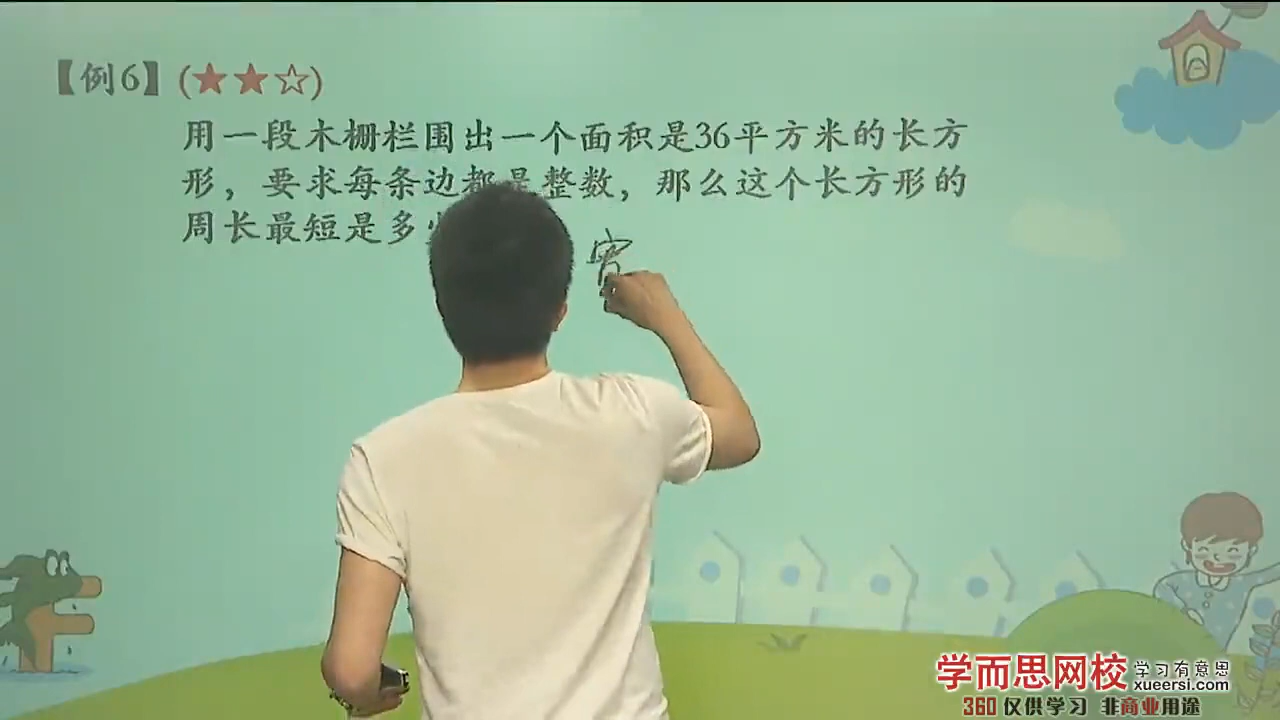 【例6】(★★☆)
用一段木栅栏围出一个面积是36平方米的长方
形，要求每条边都是整数，那么这个长方形的
周长最短是多少
学而思网校 学习有意思
xueersi.com
360 仅供学习 非商业用途